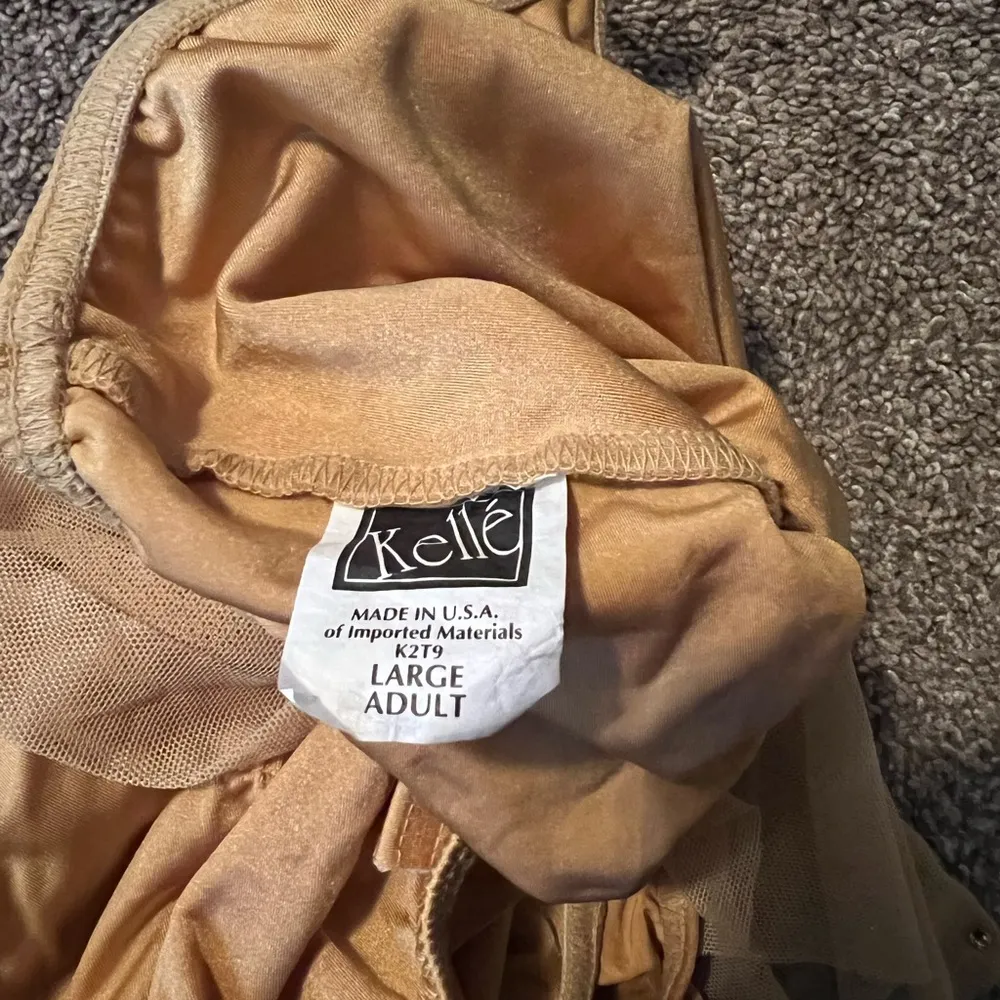 Kellé
MADE IN U.S.A.
of Imported Materials
K2T9
LARGE
ADULT